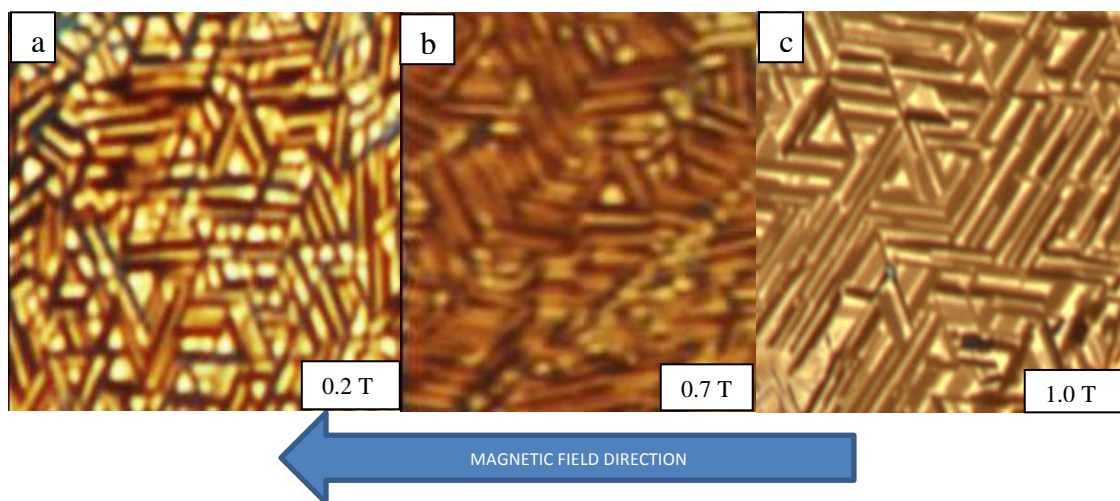 a
b
c
0.2 T
0.7 T
1.0 T
MAGNETIC FIELD DIRECTION